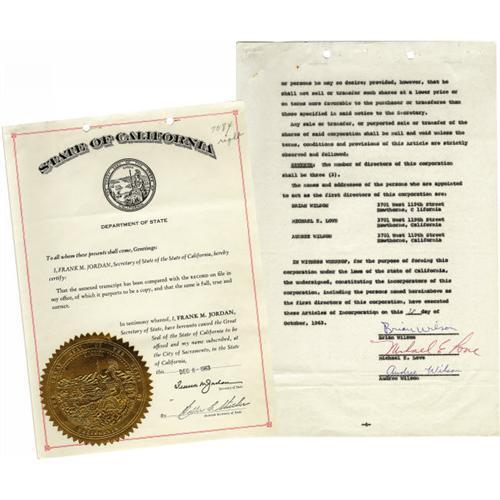 7084
right
STATE OF CALIFORNIA
DEPARTMENT OF STATE
To all whom these presents shall come, Greetings:
I, FRANK M. JORDAN, Secretary of State of the State of California, hereby
certify:
That the annexed transcript has been compared with the RECORD on file in
my office, of which it purports to be a copy, and that the same is full, true and
correct.
In testimony whereof, I, FRANK M. JORDAN,
Secretary of State, have hereunto caused the Great
Seal of the State of California to be
affixed and my name subscribed, at
the City of Sacramento, in the State
of California,
this DEC 6 - 1963
Frank M. Jordan
Secretary of State
By
Assistant Secretary of State
or persons he may so desire; provided, however, that he
shall not sell or transfer such shares at a lower price or
on terms more favorable to the purchaser or transferee than
those specified in said notice to the Secretary.
Any sale or transfer, or purported sale or transfer of the
shares of said corporation shall be null and void unless the
terms, conditions and provisions of this Article are strictly
observed and followed.
SEVENTH: The number of directors of this corporation
shall be three (3).
The names and addresses of the persons who are appointed
to act as the first directors of this corporation are:
BRIAN WILSON 3701 West 119th Street
Hawthorne, California
MICHAEL E. LOVE 3701 West 119th Street
Hawthorne, California
AUDREE WILSON 3701 West 119th Street
Hawthorne, California
IN WITNESS WHEREOF, for the purpose of forming this
corporation under the laws of the state of California,
the undersigned, constituting the incorporators of this
corporation, including the persons named hereinabove as
the first directors of this corporation, have executed
these Articles of Incorporation on this day of
October, 1963.
Brian Wilson
Brian Wilson
Michael E Love
Michael E. Love
Audree Wilson
Audree Wilson